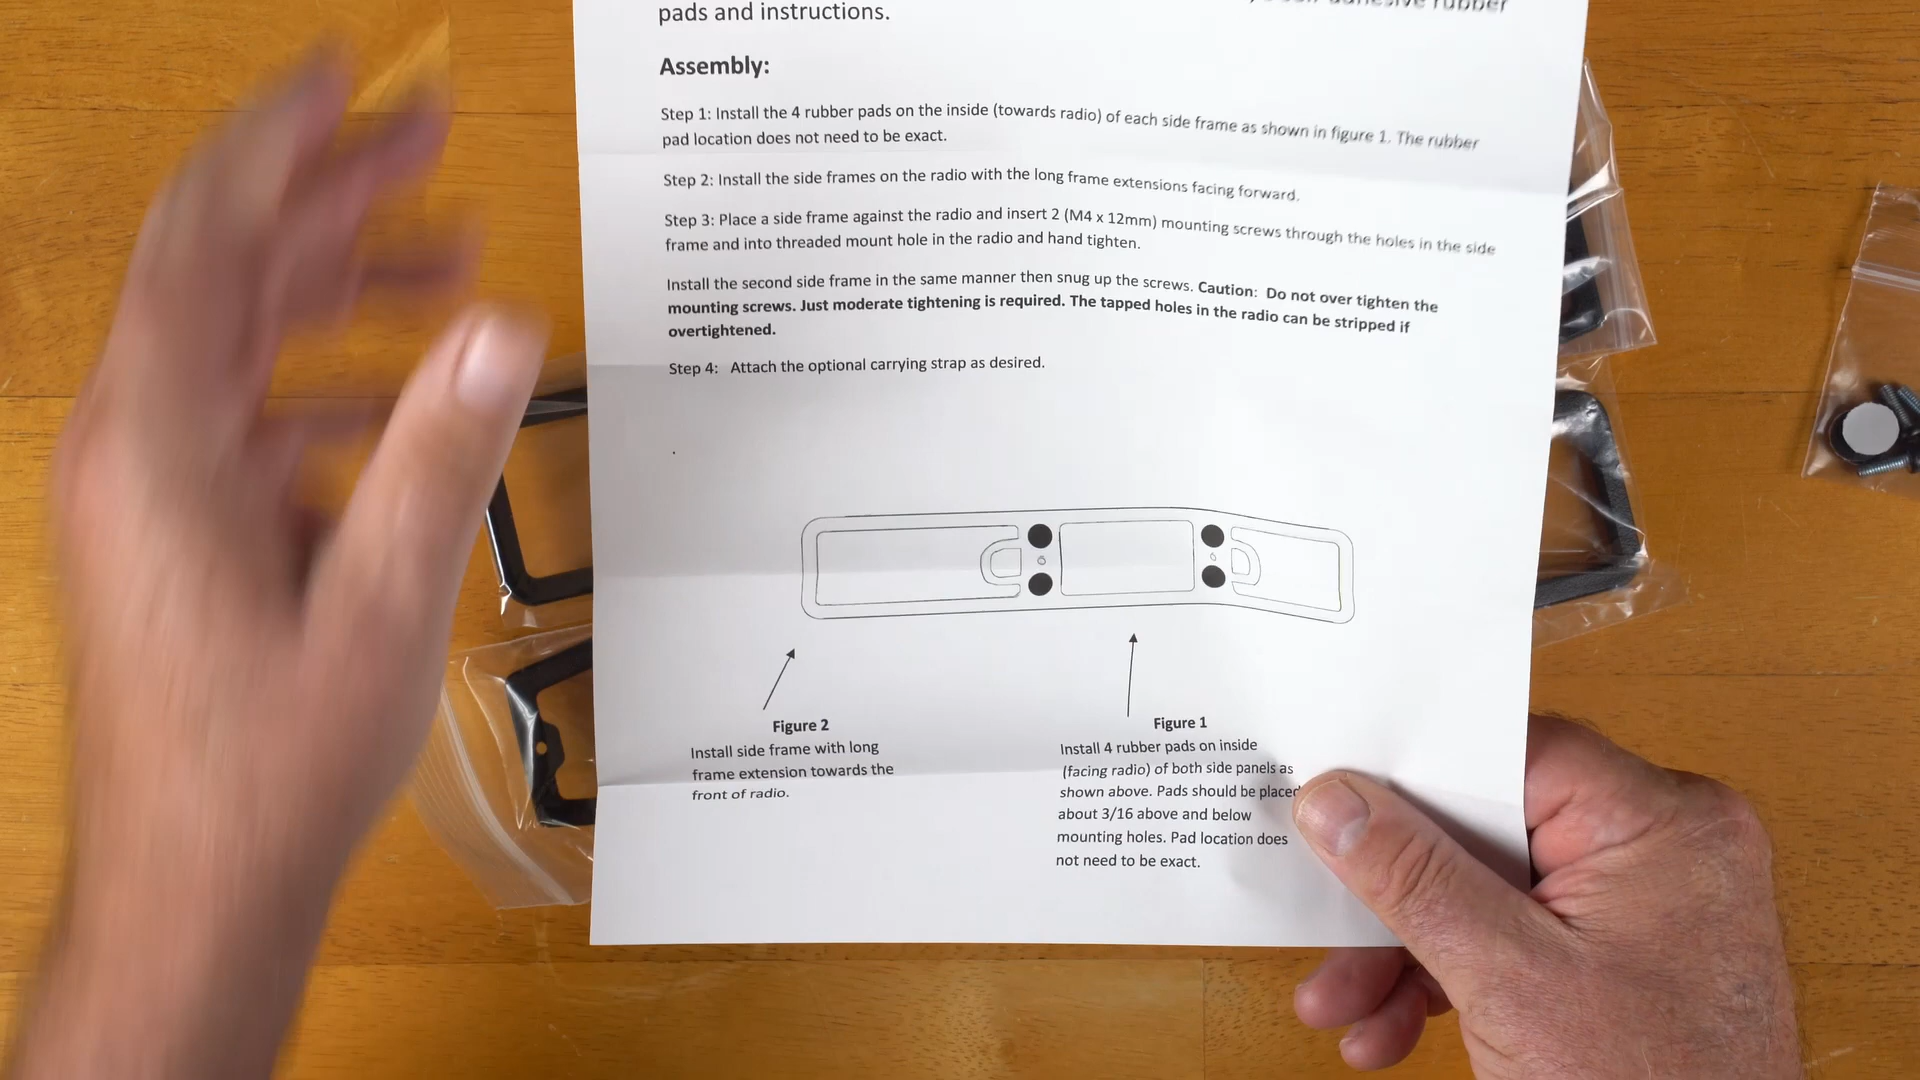 adhesive rubber
pads and instructions.
Assembly:
Step 1: Install the 4 rubber pads on the inside (towards radio) of each side frame as shown in figure 1. The rubber
pad location does not need to be exact.
Step 2: Install the side frames on the radio with the long frame extensions facing forward.
Step 3: Place a side frame against the radio and insert 2 (M4 x 12mm) mounting screws through the holes in the side
frame and into threaded mount hole in the radio and hand tighten.
Install the second side frame in the same manner then snug up the screws. Caution: Do not over tighten the
mounting screws. Just moderate tightening is required. The tapped holes in the radio can be stripped if
overtightened.
Step 4: Attach the optional carrying strap as desired.
Figure 2
Install side frame with long
frame extension towards the
front of radio.
Figure 1
Install 4 rubber pads on inside
(facing radio) of both side panels as
shown above. Pads should be placed
about 3/16 above and below
mounting holes. Pad location does
not need to be exact.